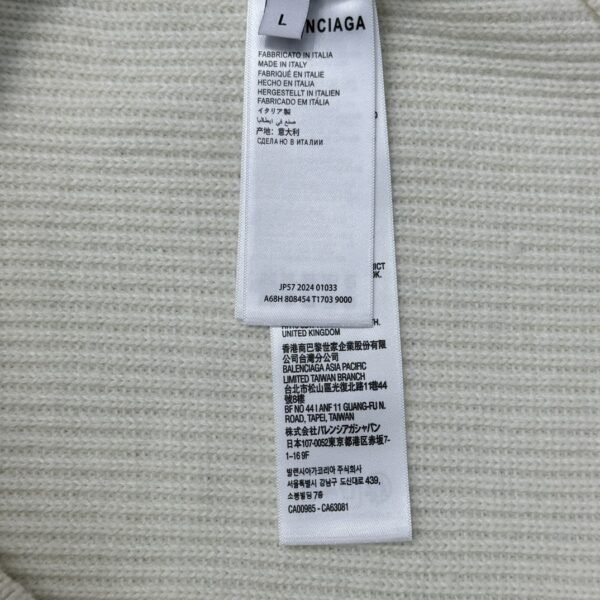 L
NCIAGA
FABBRICATO IN ITALIA
MADE IN ITALY
FABRIQUÉ EN ITALIE
HECHO EN ITALIA
HERGESTELLT IN ITALIEN
FABRICADO EM ITÁLIA
イタリア製
صنع في ايطاليا
产地: 意大利
СДЕЛАНО В ИТАЛИИ
JP57 2024 01033
A68H 808454 T1703 9000
UNITED KINGDOM
香港商巴黎世家企業股份有限
公司台灣分公司
BALENCIAGA ASIA PACIFIC
LIMITED TAIWAN BRANCH
台北市松山區光復北路11巷44
號8樓
BF NO 44 I ANF 11 GUANG-FU N.
ROAD, TAIPEI, TAIWAN
株式会社バレンシアガジャパン
日本107-0052東京都港区赤坂7-
1-16 9F
발렌시아가코리아 주식회사
서울특별시 강남구 도산대로 439,
소봉빌딩 7층
CA00985 - CA63081